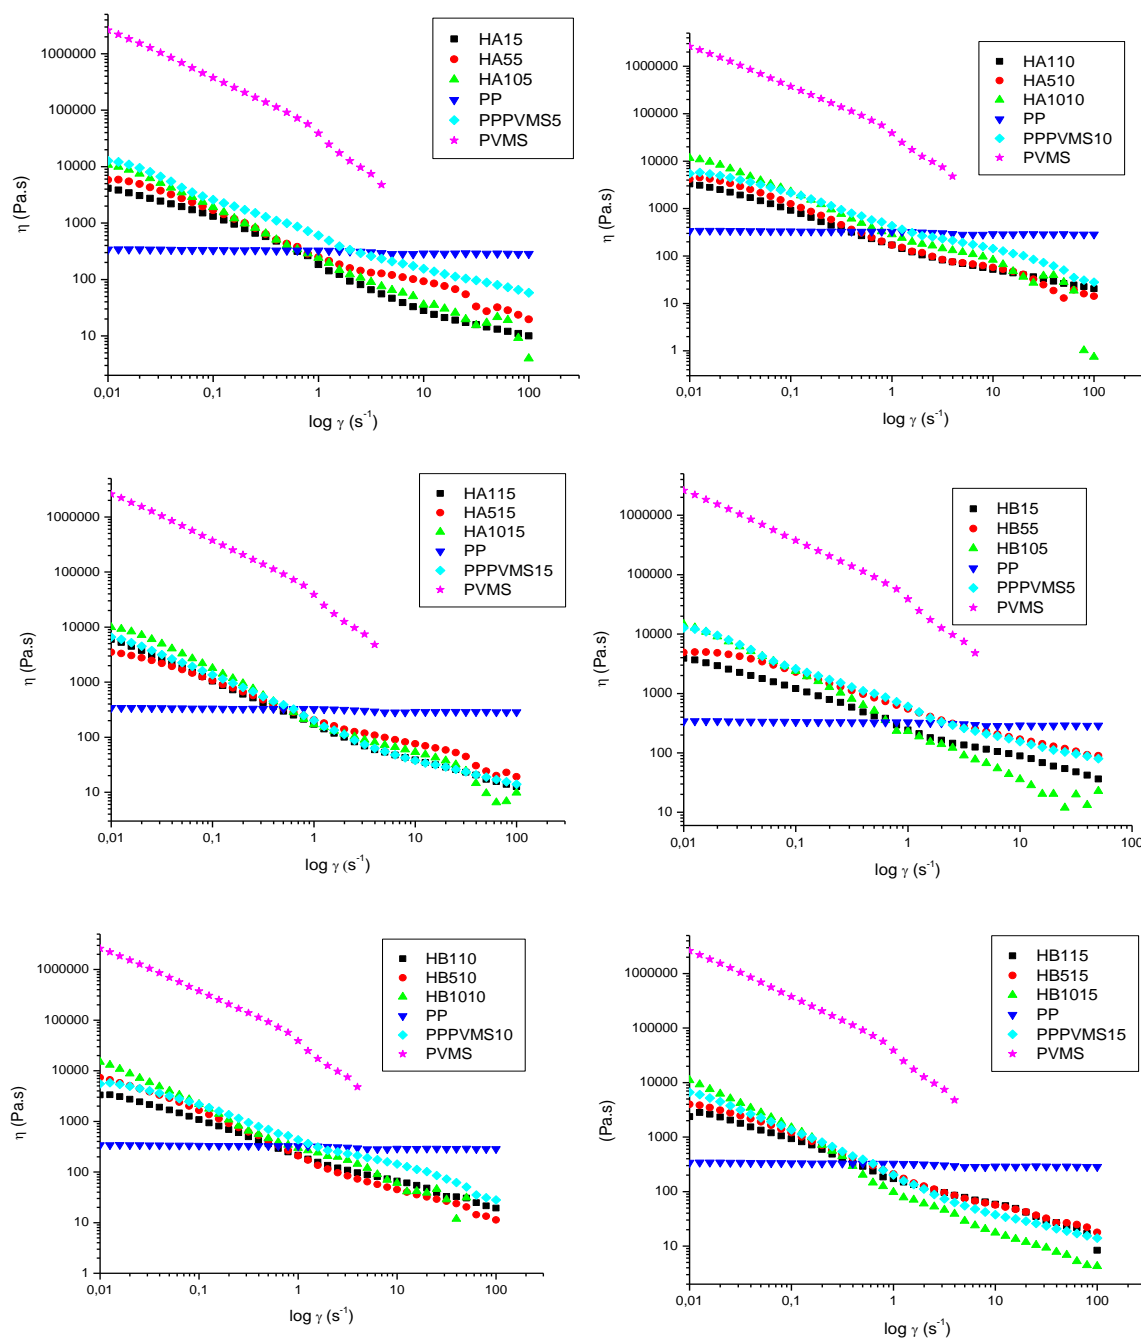 HA15
HA55
HA105
PP
PPPVMS5
PVMS
1000000
100000
10000
1000
100
10
η (Pa.s)
0,01 0,1 1 10 100
log γ (s⁻¹)
HA110
HA510
HA1010
PP
PPPVMS10
PVMS
1000000
100000
10000
1000
100
10
1
η (Pa.s)
0,01 0,1 1 10 100
log γ (s⁻¹)
HA115
HA515
HA1015
PP
PPPVMS15
PVMS
1000000
100000
10000
1000
100
10
η (Pa.s)
0,01 0,1 1 10 100
log γ (s⁻¹)
HB15
HB55
HB105
PP
PPPVMS5
PVMS
1000000
100000
10000
1000
100
10
η (Pa.s)
0,01 0,1 1 10 100
log γ (s⁻¹)
HB110
HB510
HB1010
PP
PPPVMS10
PVMS
1000000
100000
10000
1000
100
10
1
η (Pa.s)
0,01 0,1 1 10 100
log γ (s⁻¹)
HB115
HB515
HB1015
PP
PPPVMS15
PVMS
1000000
100000
10000
1000
100
10
(Pa.s)
0,01 0,1 1 10 100
log γ (s⁻¹)